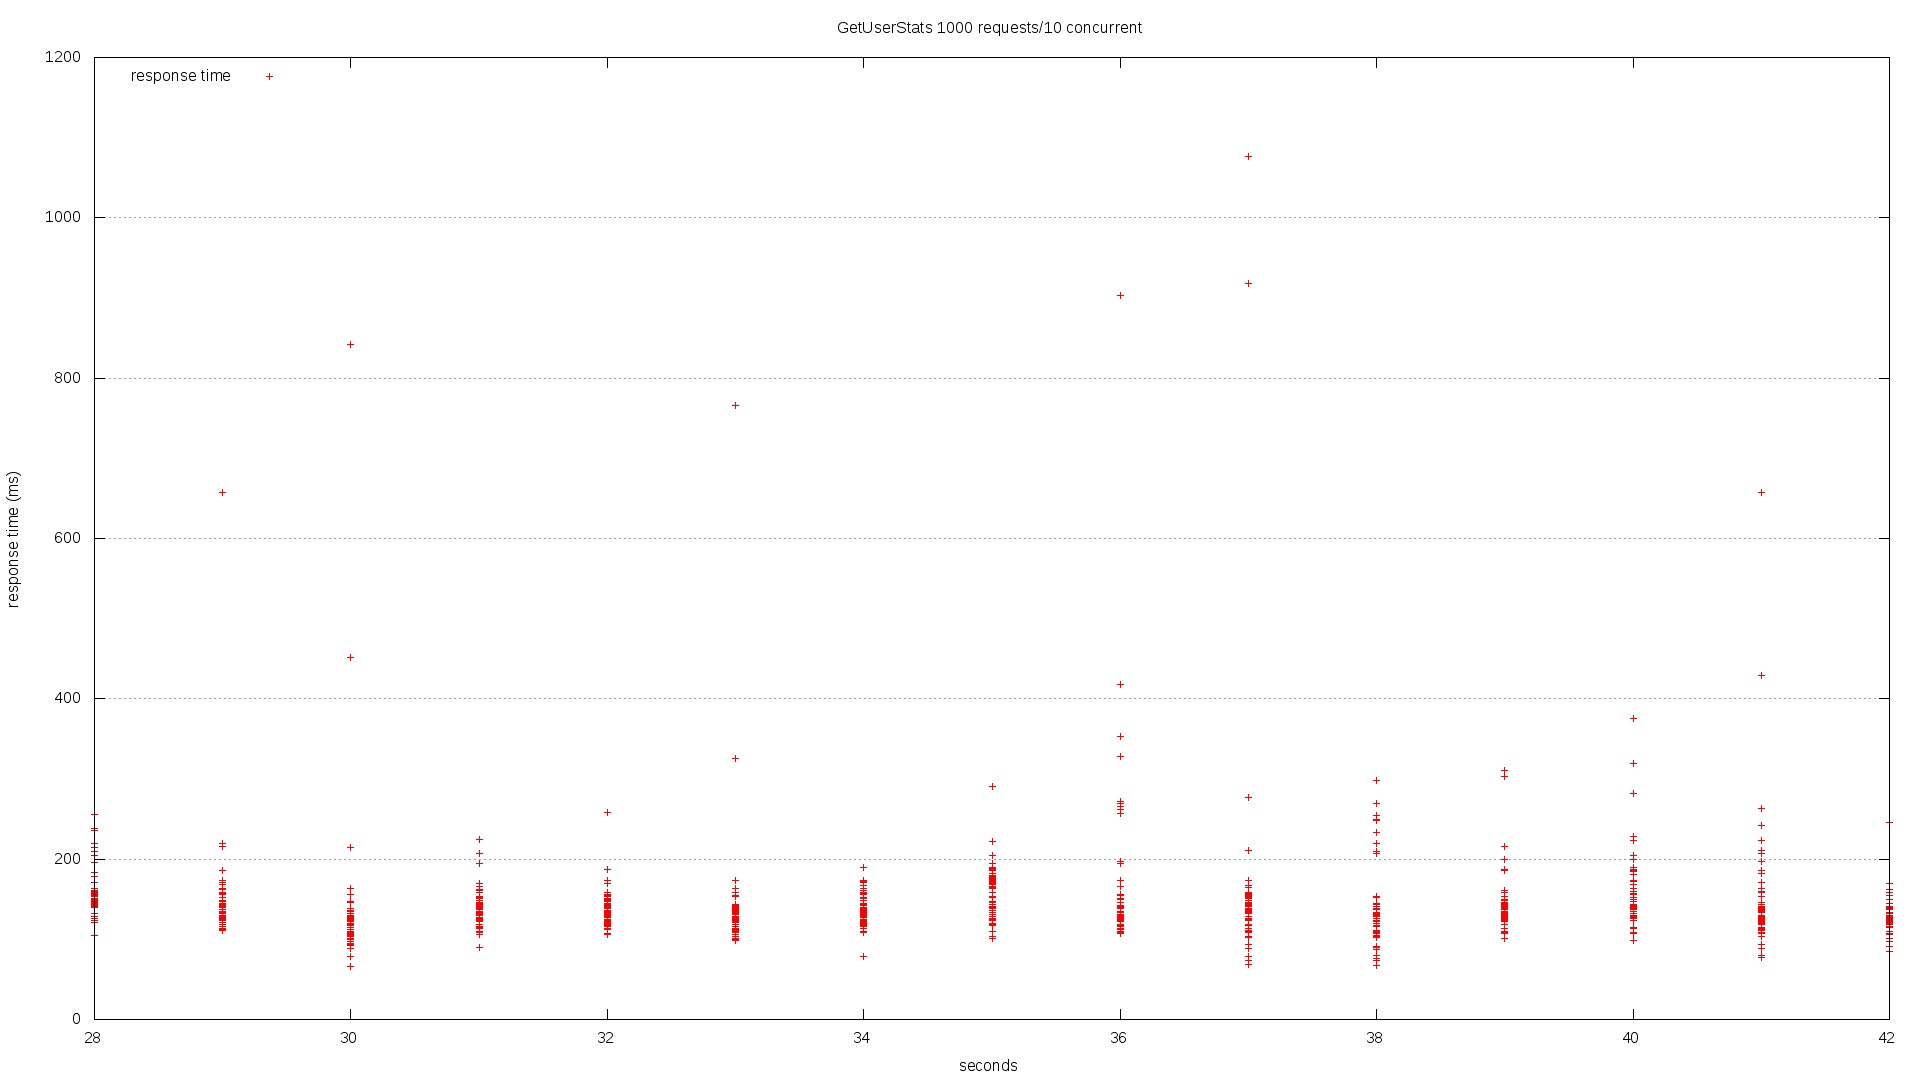 GetUserStats 1000 requests/10 concurrent
response time
1200
1000
800
600
400
200
0
response time (ms)
28 30 32 34 36 38 40 42
seconds